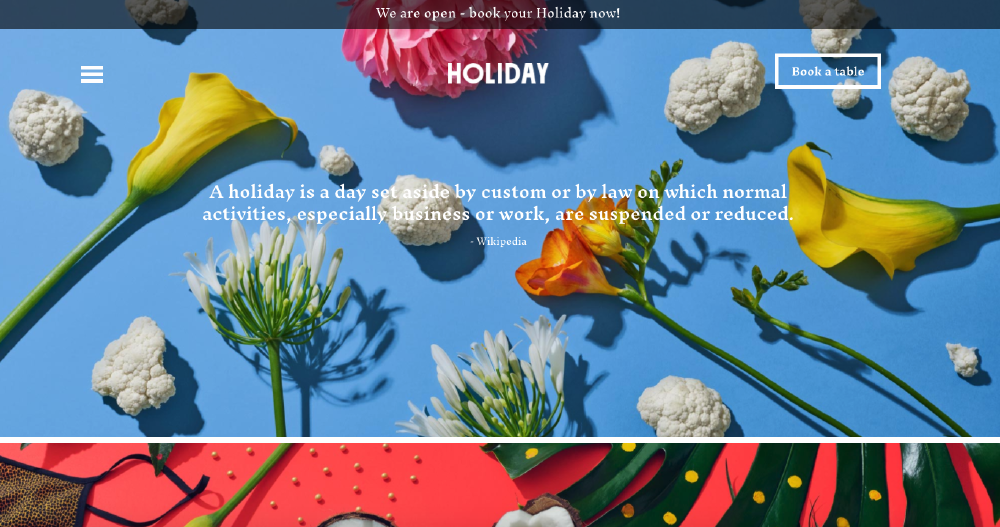 We are open - book your Holiday now!
HOLIDAY
Book a table
A holiday is a day set aside by custom or by law on which normal
activities, especially business or work, are suspended or reduced.
- Wikipedia